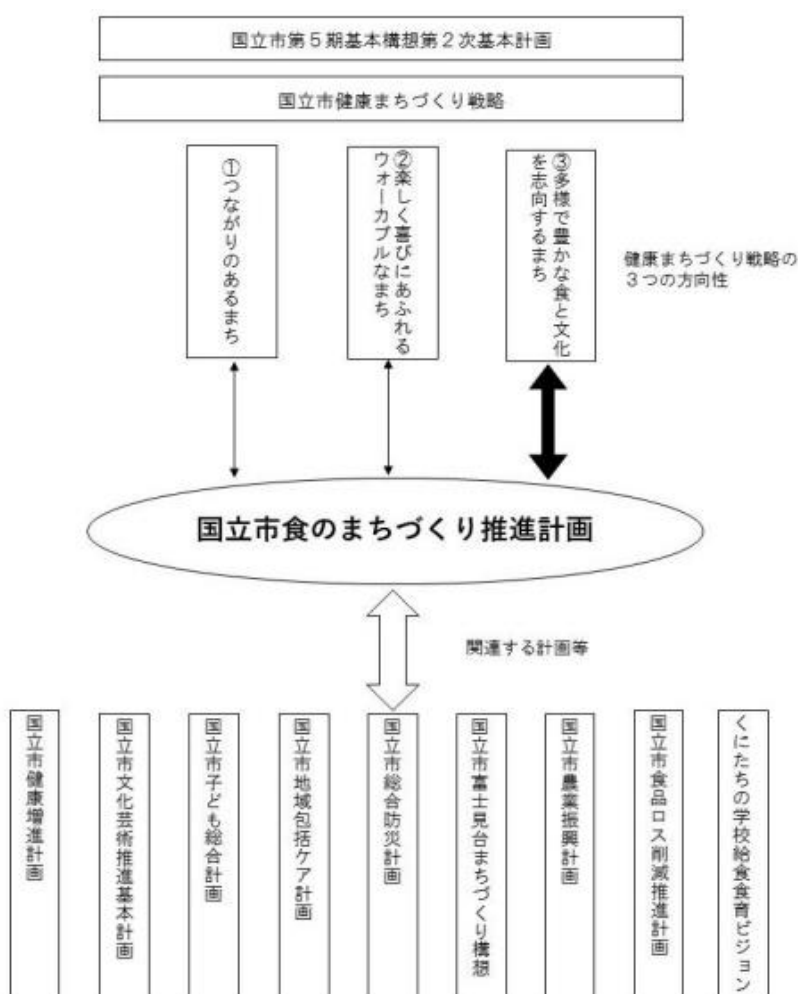 国立市第5期基本構想第2次基本計画
国立市健康まちづくり戦略
①つながりのあるまち
②楽しく喜びにあふれる
ウォーカブルなまち
③多様で豊かな食と文化
を志向するまち
健康まちづくり戦略の
3つの方向性
国立市食のまちづくり推進計画
関連する計画等
国立市健康増進計画
国立市文化芸術推進基本計画
国立市子ども総合計画
国立市地域包括ケア計画
国立市総合防災計画
国立市富士見台まちづくり構想
国立市農業振興計画
国立市食品ロス削減推進計画
くにたちの学校給食食育ビジョン